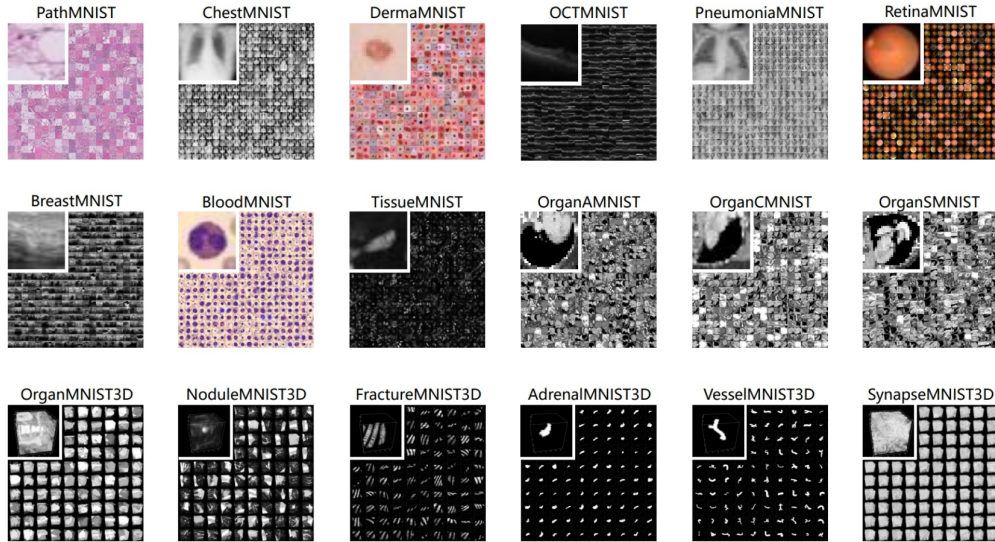 PathMNIST
ChestMNIST
DermaMNIST
OCTMNIST
PneumoniaMNIST
RetinaMNIST
BreastMNIST
BloodMNIST
TissueMNIST
OrganAMNIST
OrganCMNIST
OrganSMNIST
OrganMNIST3D
NoduleMNIST3D
FractureMNIST3D
AdrenalMNIST3D
VesselMNIST3D
SynapseMNIST3D